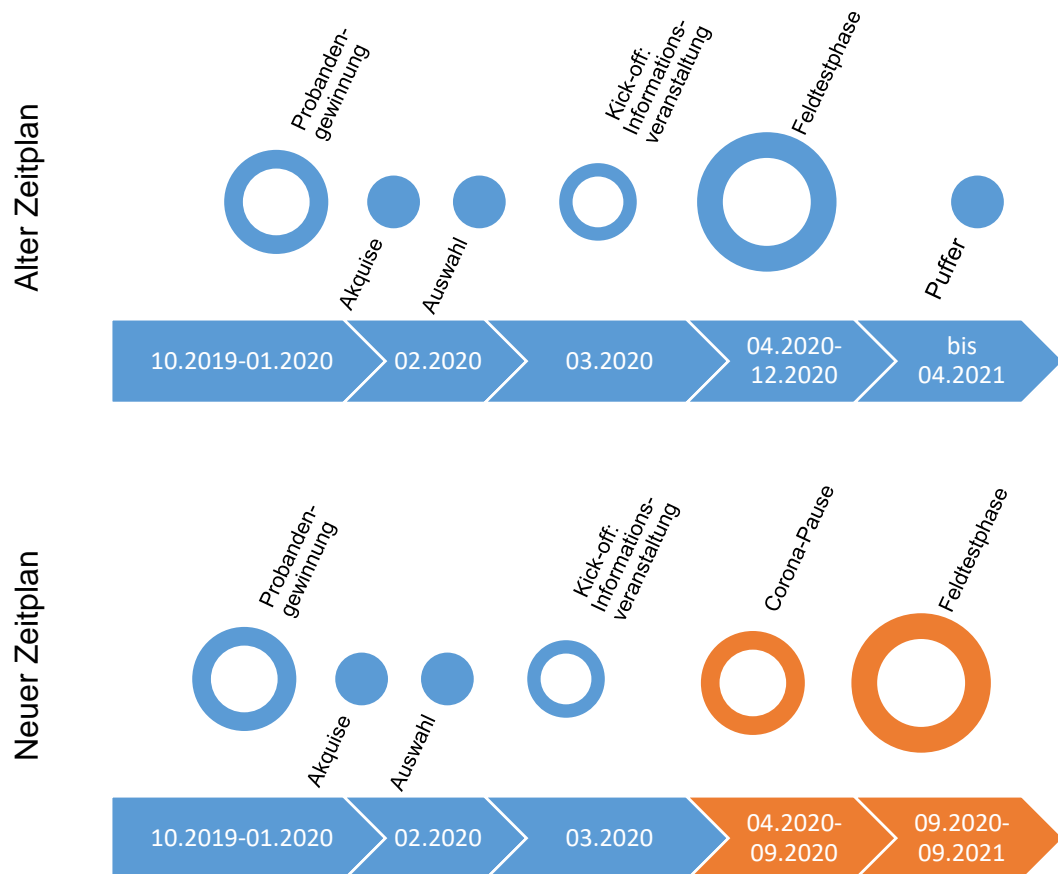 Alter Zeitplan
Probanden-
gewinnung
Akquise
Auswahl
Kick-off:
Informations-
veranstaltung
Feldtestphase
Puffer
10.2019-01.2020
02.2020
03.2020
04.2020-
12.2020
bis
04.2021
Neuer Zeitplan
Probanden-
gewinnung
Akquise
Auswahl
Kick-off:
Informations-
veranstaltung
Corona-Pause
Feldtestphase
10.2019-01.2020
02.2020
03.2020
04.2020-
09.2020
09.2020-
09.2021